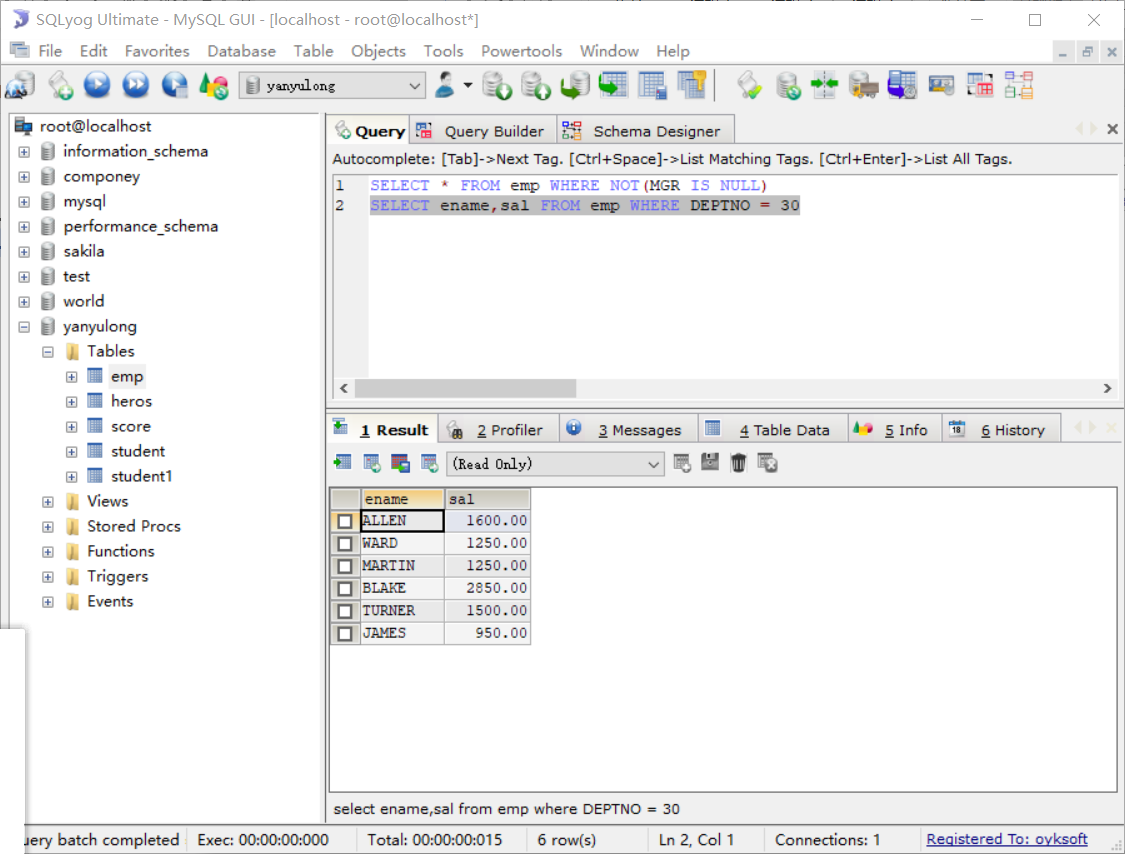 SQLyog Ultimate - MySQL GUI - [localhost - root@localhost*]
File Edit Favorites Database Table Objects Tools Powertools Window Help
yanyulong
root@localhost
information_schema
componey
mysql
performance_schema
sakila
test
world
yanyulong
Tables
emp
heros
score
student
student1
Views
Stored Procs
Functions
Triggers
Events
Query Query Builder Schema Designer
Autocomplete: [Tab]->Next Tag. [Ctrl+Space]->List Matching Tags. [Ctrl+Enter]->List All Tags.
1 SELECT * FROM emp WHERE NOT(MGR IS NULL)
2 SELECT ename,sal FROM emp WHERE DEPTNO = 30
1 Result 2 Profiler 3 Messages 4 Table Data 5 Info 18 6 History
(Read Only)
ename sal
ALLEN 1600.00
WARD 1250.00
MARTIN 1250.00
BLAKE 2850.00
TURNER 1500.00
JAMES 950.00
select ename,sal from emp where DEPTNO = 30
uery batch completed Exec: 00:00:00:000 Total: 00:00:00:015 6 row(s) Ln 2, Col 1 Connections: 1 Registered To: oyksoft